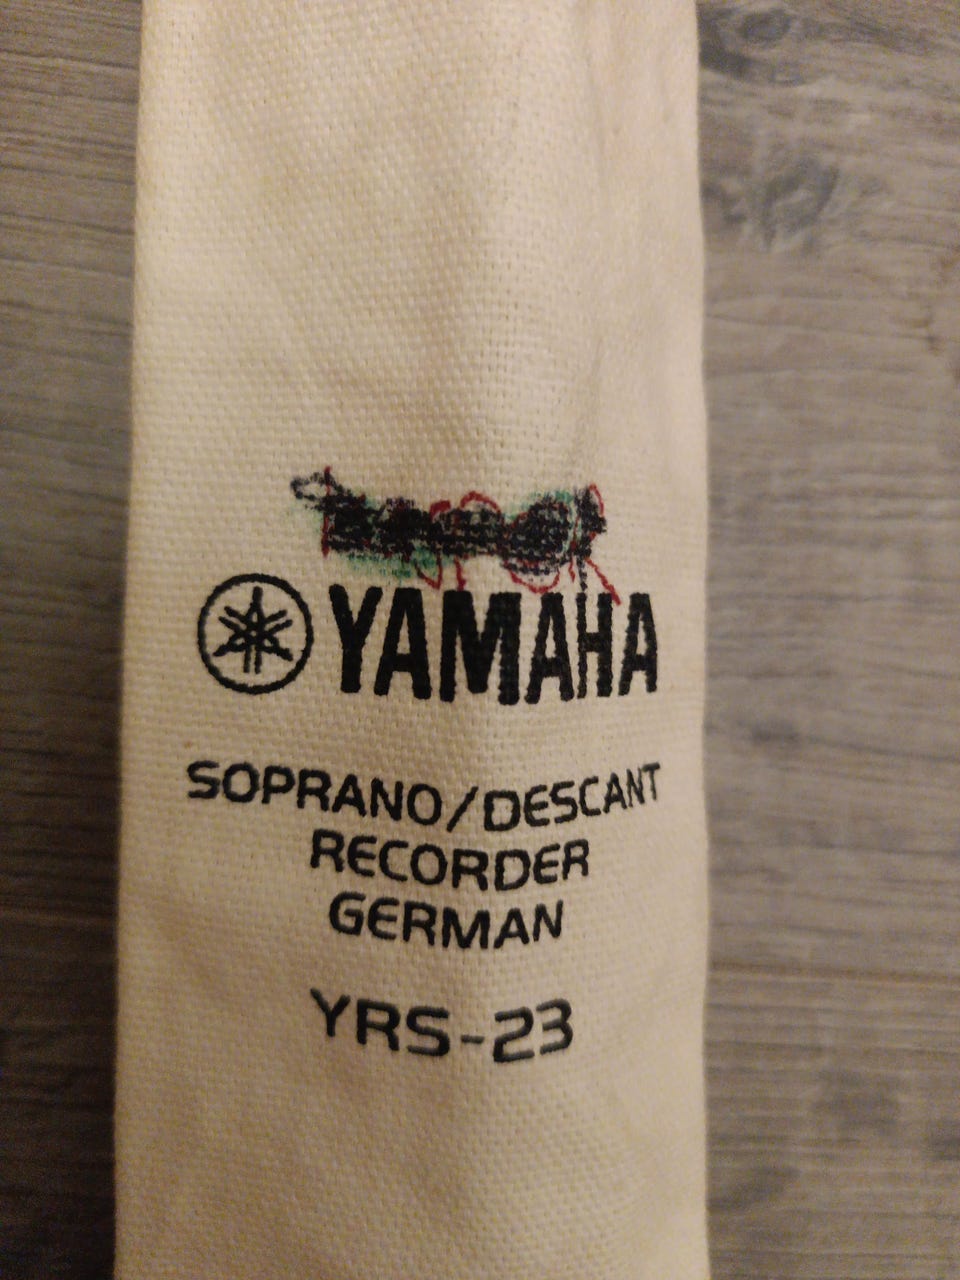 YAMAHA
SOPRANO/DESCANT
RECORDER
GERMAN
YRS-23